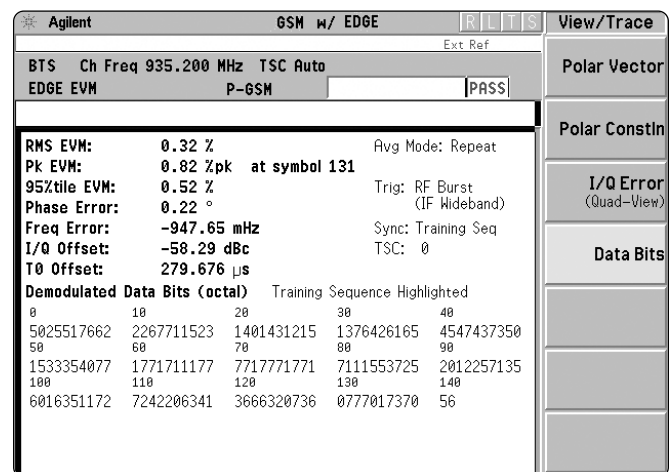 Agilent GSM w/ EDGE R L T S View/Trace
Ext Ref
BTS Ch Freq 935.200 MHz TSC Auto
EDGE EVM P-GSM PASS
Polar Vector
Polar Constln
I/Q Error
(Quad-View)
Data Bits
RMS EVM: 0.32 % Avg Mode: Repeat
Pk EVM: 0.82 %pk at symbol 131
95%tile EVM: 0.52 % Trig: RF Burst
Phase Error: 0.22 ° (IF Wideband)
Freq Error: -947.65 mHz Sync: Training Seq
I/Q Offset: -58.29 dBc TSC: 0
T0 Offset: 279.676 µs
Demodulated Data Bits (octal) Training Sequence Highlighted
0 10 20 30 40
5025517662 2267711523 1401431215 1376426165 4547437350
50 60 70 80 90
1533354077 1771711177 7717771771 7111553725 2012257135
100 110 120 130 140
6016351172 7242206341 3666320736 0777017370 56